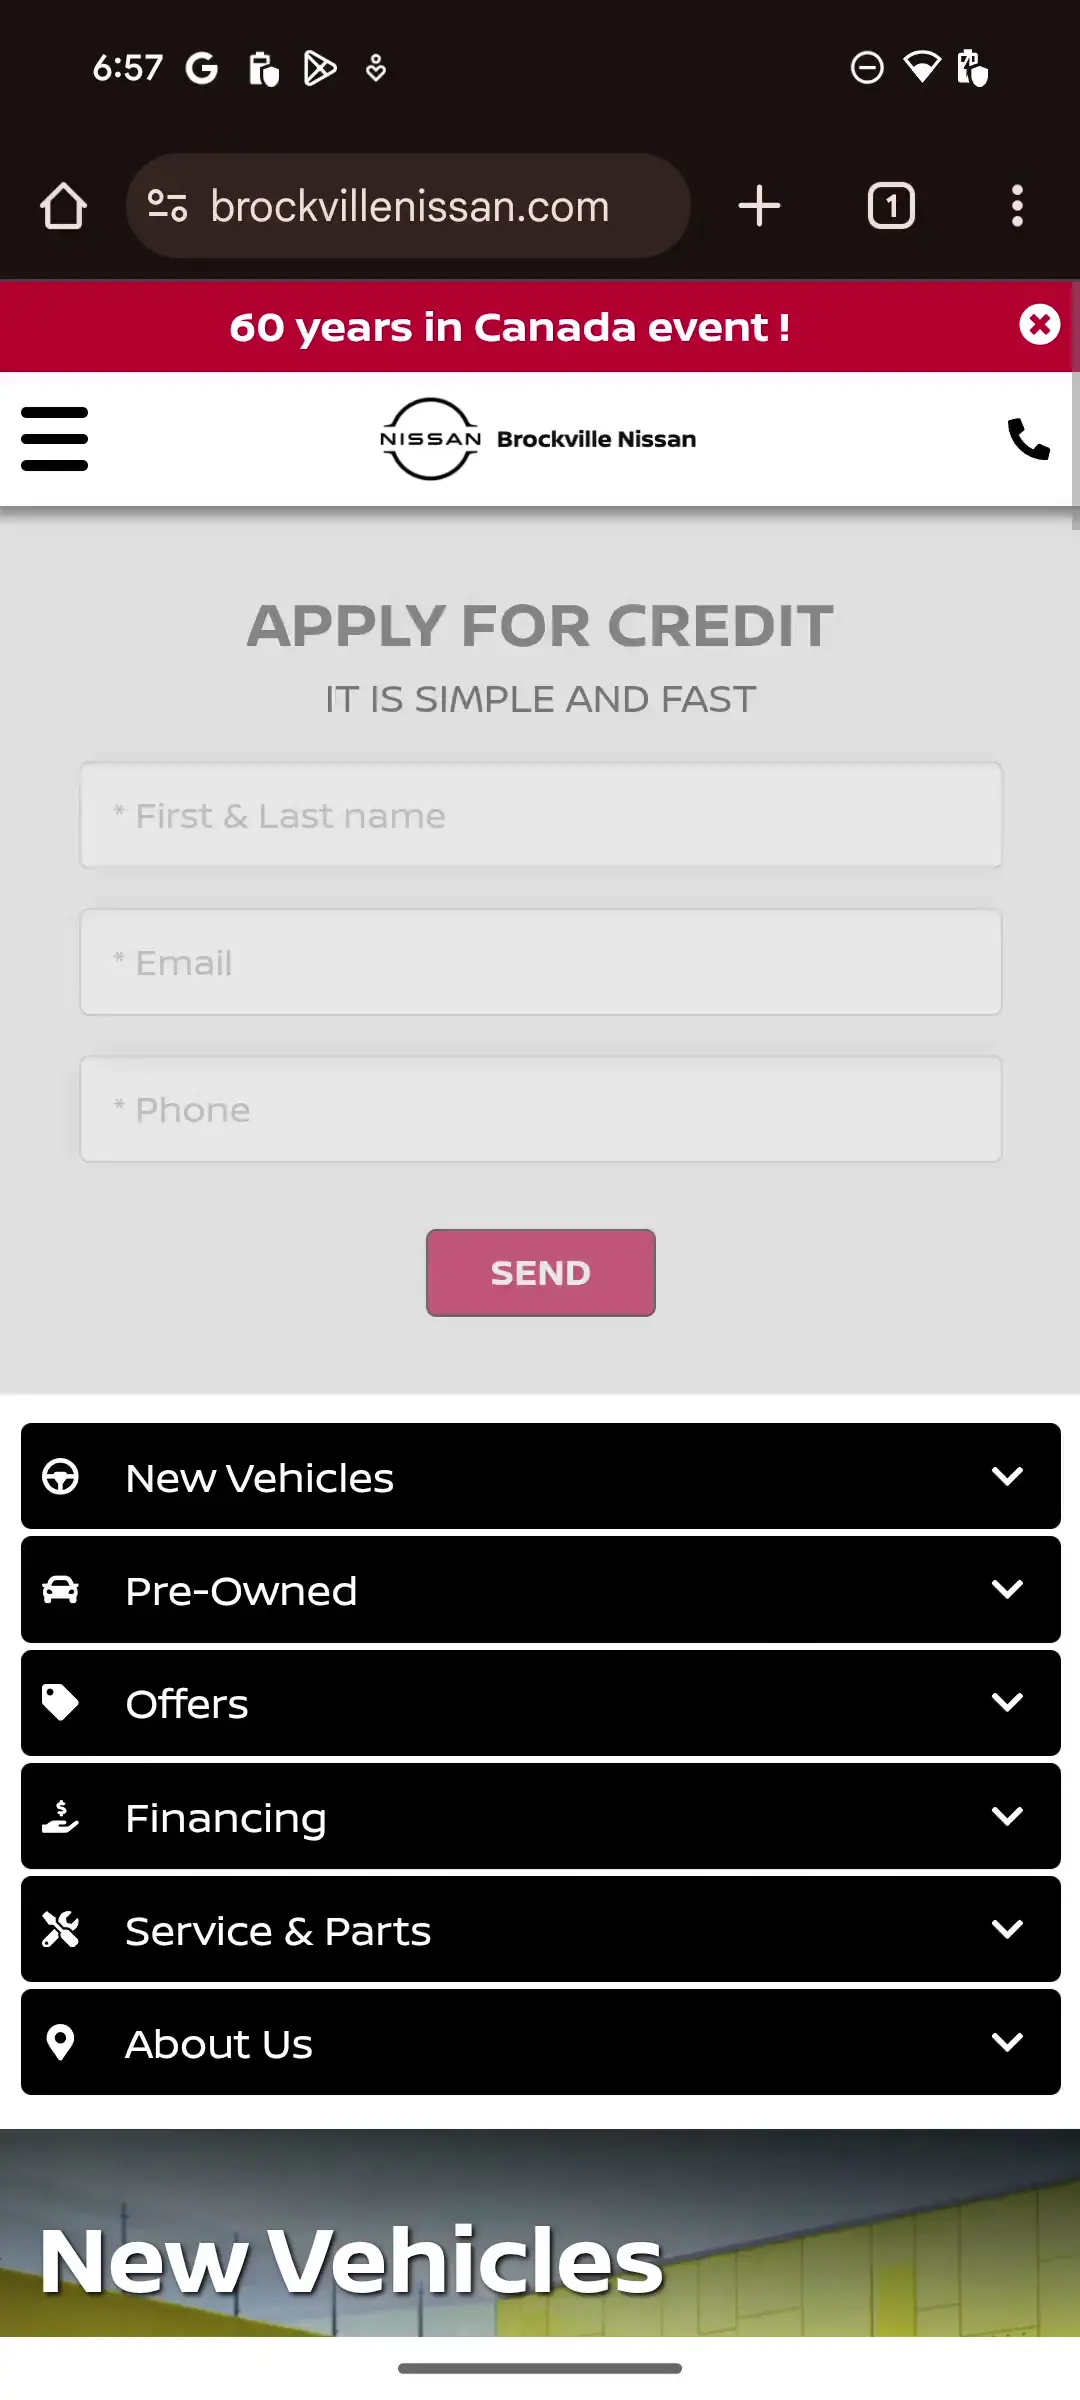 6:57
brockvillenissan.com
1
60 years in Canada event !
NISSAN
Brockville Nissan
APPLY FOR CREDIT
IT IS SIMPLE AND FAST
* First & Last name
* Email
* Phone
SEND
New Vehicles
Pre-Owned
Offers
Financing
Service & Parts
About Us
New Vehicles